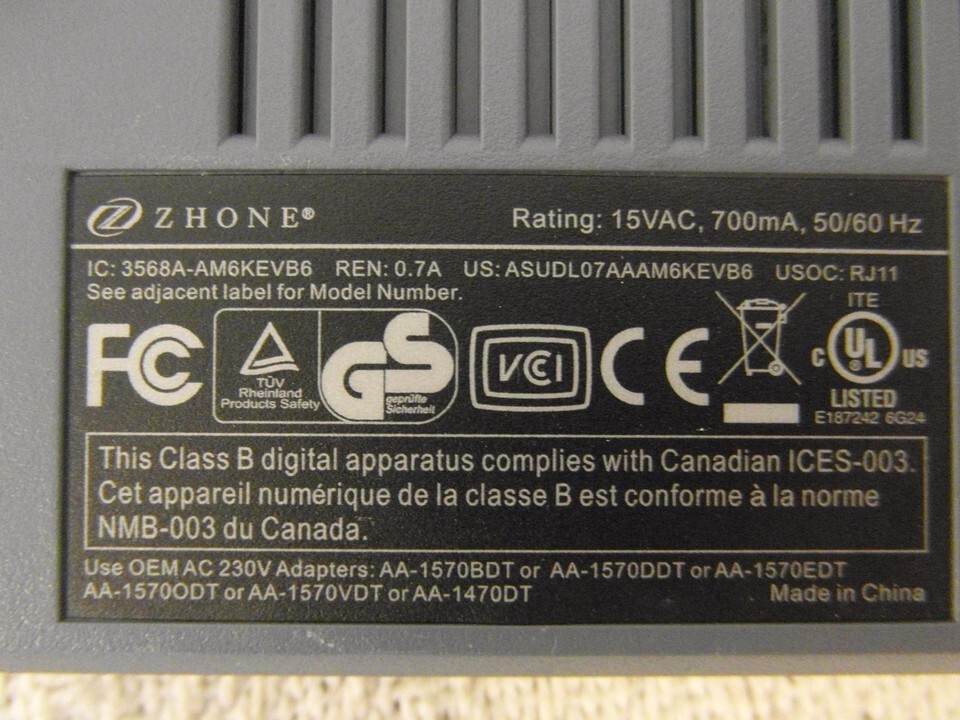 ZHONE® Rating: 15VAC, 700mA, 50/60 Hz
IC: 3568A-AM6KEVB6 REN: 0.7A US: ASUDL07AAAM6KEVB6 USOC: RJ11
See adjacent label for Model Number.
ITE
FC
TÜV
Rheinland
Products Safety
GS
geprüfte
Sicherheit
VCI
CE
C UL US
LISTED
E187242 6G24
This Class B digital apparatus complies with Canadian ICES-003.
Cet appareil numérique de la classe B est conforme à la norme
NMB-003 du Canada.
Use OEM AC 230V Adapters: AA-1570BDT or AA-1570DDT or AA-1570EDT
AA-1570ODT or AA-1570VDT or AA-1470DT Made in China